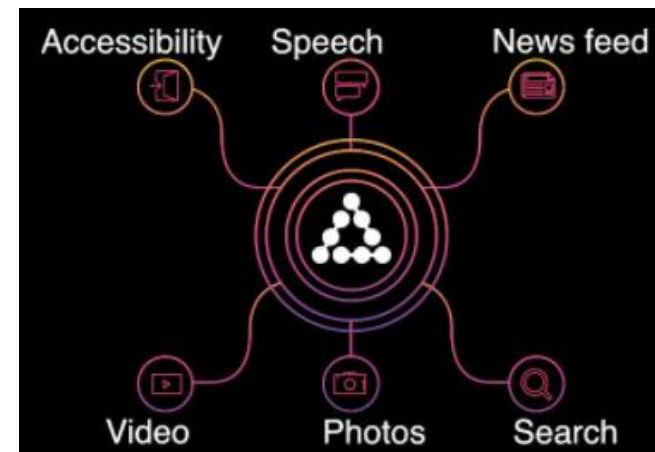 Accessibility
Speech
News feed
Video
Photos
Search